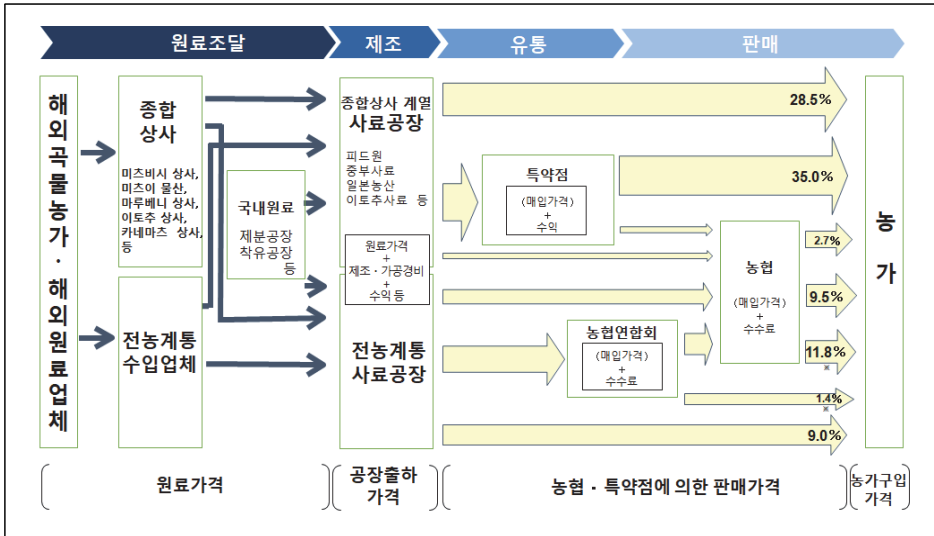 원료조달
제조
유통
판매
해외곡물농가·해외원료업체
종합
상사
미츠비시 상사,
미츠이 물산,
마루베니 상사,
이토추 상사,
카네마츠 상사,
등
전농계통
수입업체
국내원료
제분공장
착유공장
등
종합상사 계열
사료공장
피드원
중부사료
일본농산
이토추사료 등
원료가격
+
제조·가공경비
+
수익 등
전농계통
사료공장
특약점
(매입가격)
+
수익
농협연합회
(매입가격)
+
수수료
농협
(매입가격)
+
수수료
28.5%
35.0%
2.7%
9.5%
11.8%
※
1.4%
※
9.0%
농가
원료가격
공장출하
가격
농협·특약점에 의한 판매가격
농가구입
가격